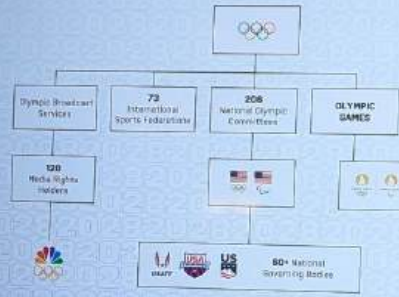 Olympic Broadcast
Services
73
International
Sports Federations
206
National Olympic
Committees
OLYMPIC
GAMES
120
Media Rights
Holders
USATF
USA
US
50+ National
Governing Bodies